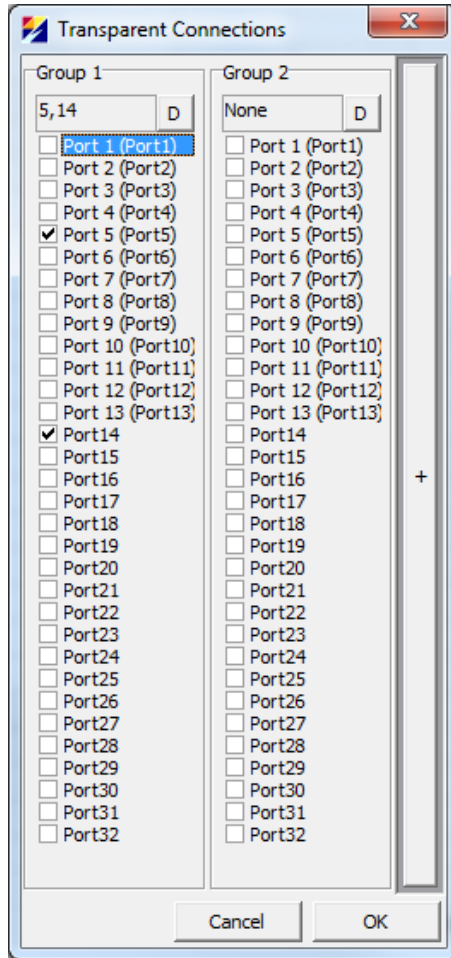 Transparent Connections
Group 1
5,14
D
Port 1 (Port1)
Port 2 (Port2)
Port 3 (Port3)
Port 4 (Port4)
Port 5 (Port5)
Port 6 (Port6)
Port 7 (Port7)
Port 8 (Port8)
Port 9 (Port9)
Port 10 (Port10)
Port 11 (Port11)
Port 12 (Port12)
Port 13 (Port13)
Port14
Port15
Port16
Port17
Port18
Port19
Port20
Port21
Port22
Port23
Port24
Port25
Port26
Port27
Port28
Port29
Port30
Port31
Port32
Group 2
None
D
Port 1 (Port1)
Port 2 (Port2)
Port 3 (Port3)
Port 4 (Port4)
Port 5 (Port5)
Port 6 (Port6)
Port 7 (Port7)
Port 8 (Port8)
Port 9 (Port9)
Port 10 (Port10)
Port 11 (Port11)
Port 12 (Port12)
Port 13 (Port13)
Port14
Port15
Port16
Port17
Port18
Port19
Port20
Port21
Port22
Port23
Port24
Port25
Port26
Port27
Port28
Port29
Port30
Port31
Port32
+
Cancel
OK